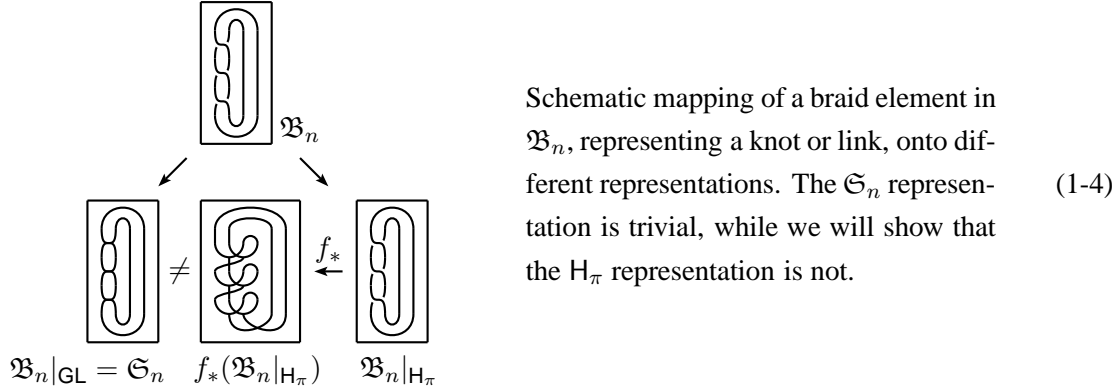 𝔅ₙ
Schematic mapping of a braid element in
𝔅ₙ, representing a knot or link, onto dif-
ferent representations. The 𝔖ₙ represen-
tation is trivial, while we will show that
the H_π representation is not.
(1-4)
≠
f_*
𝔅ₙ|_GL = 𝔖ₙ
f_*(𝔅ₙ|_{H_π})
𝔅ₙ|_{H_π}